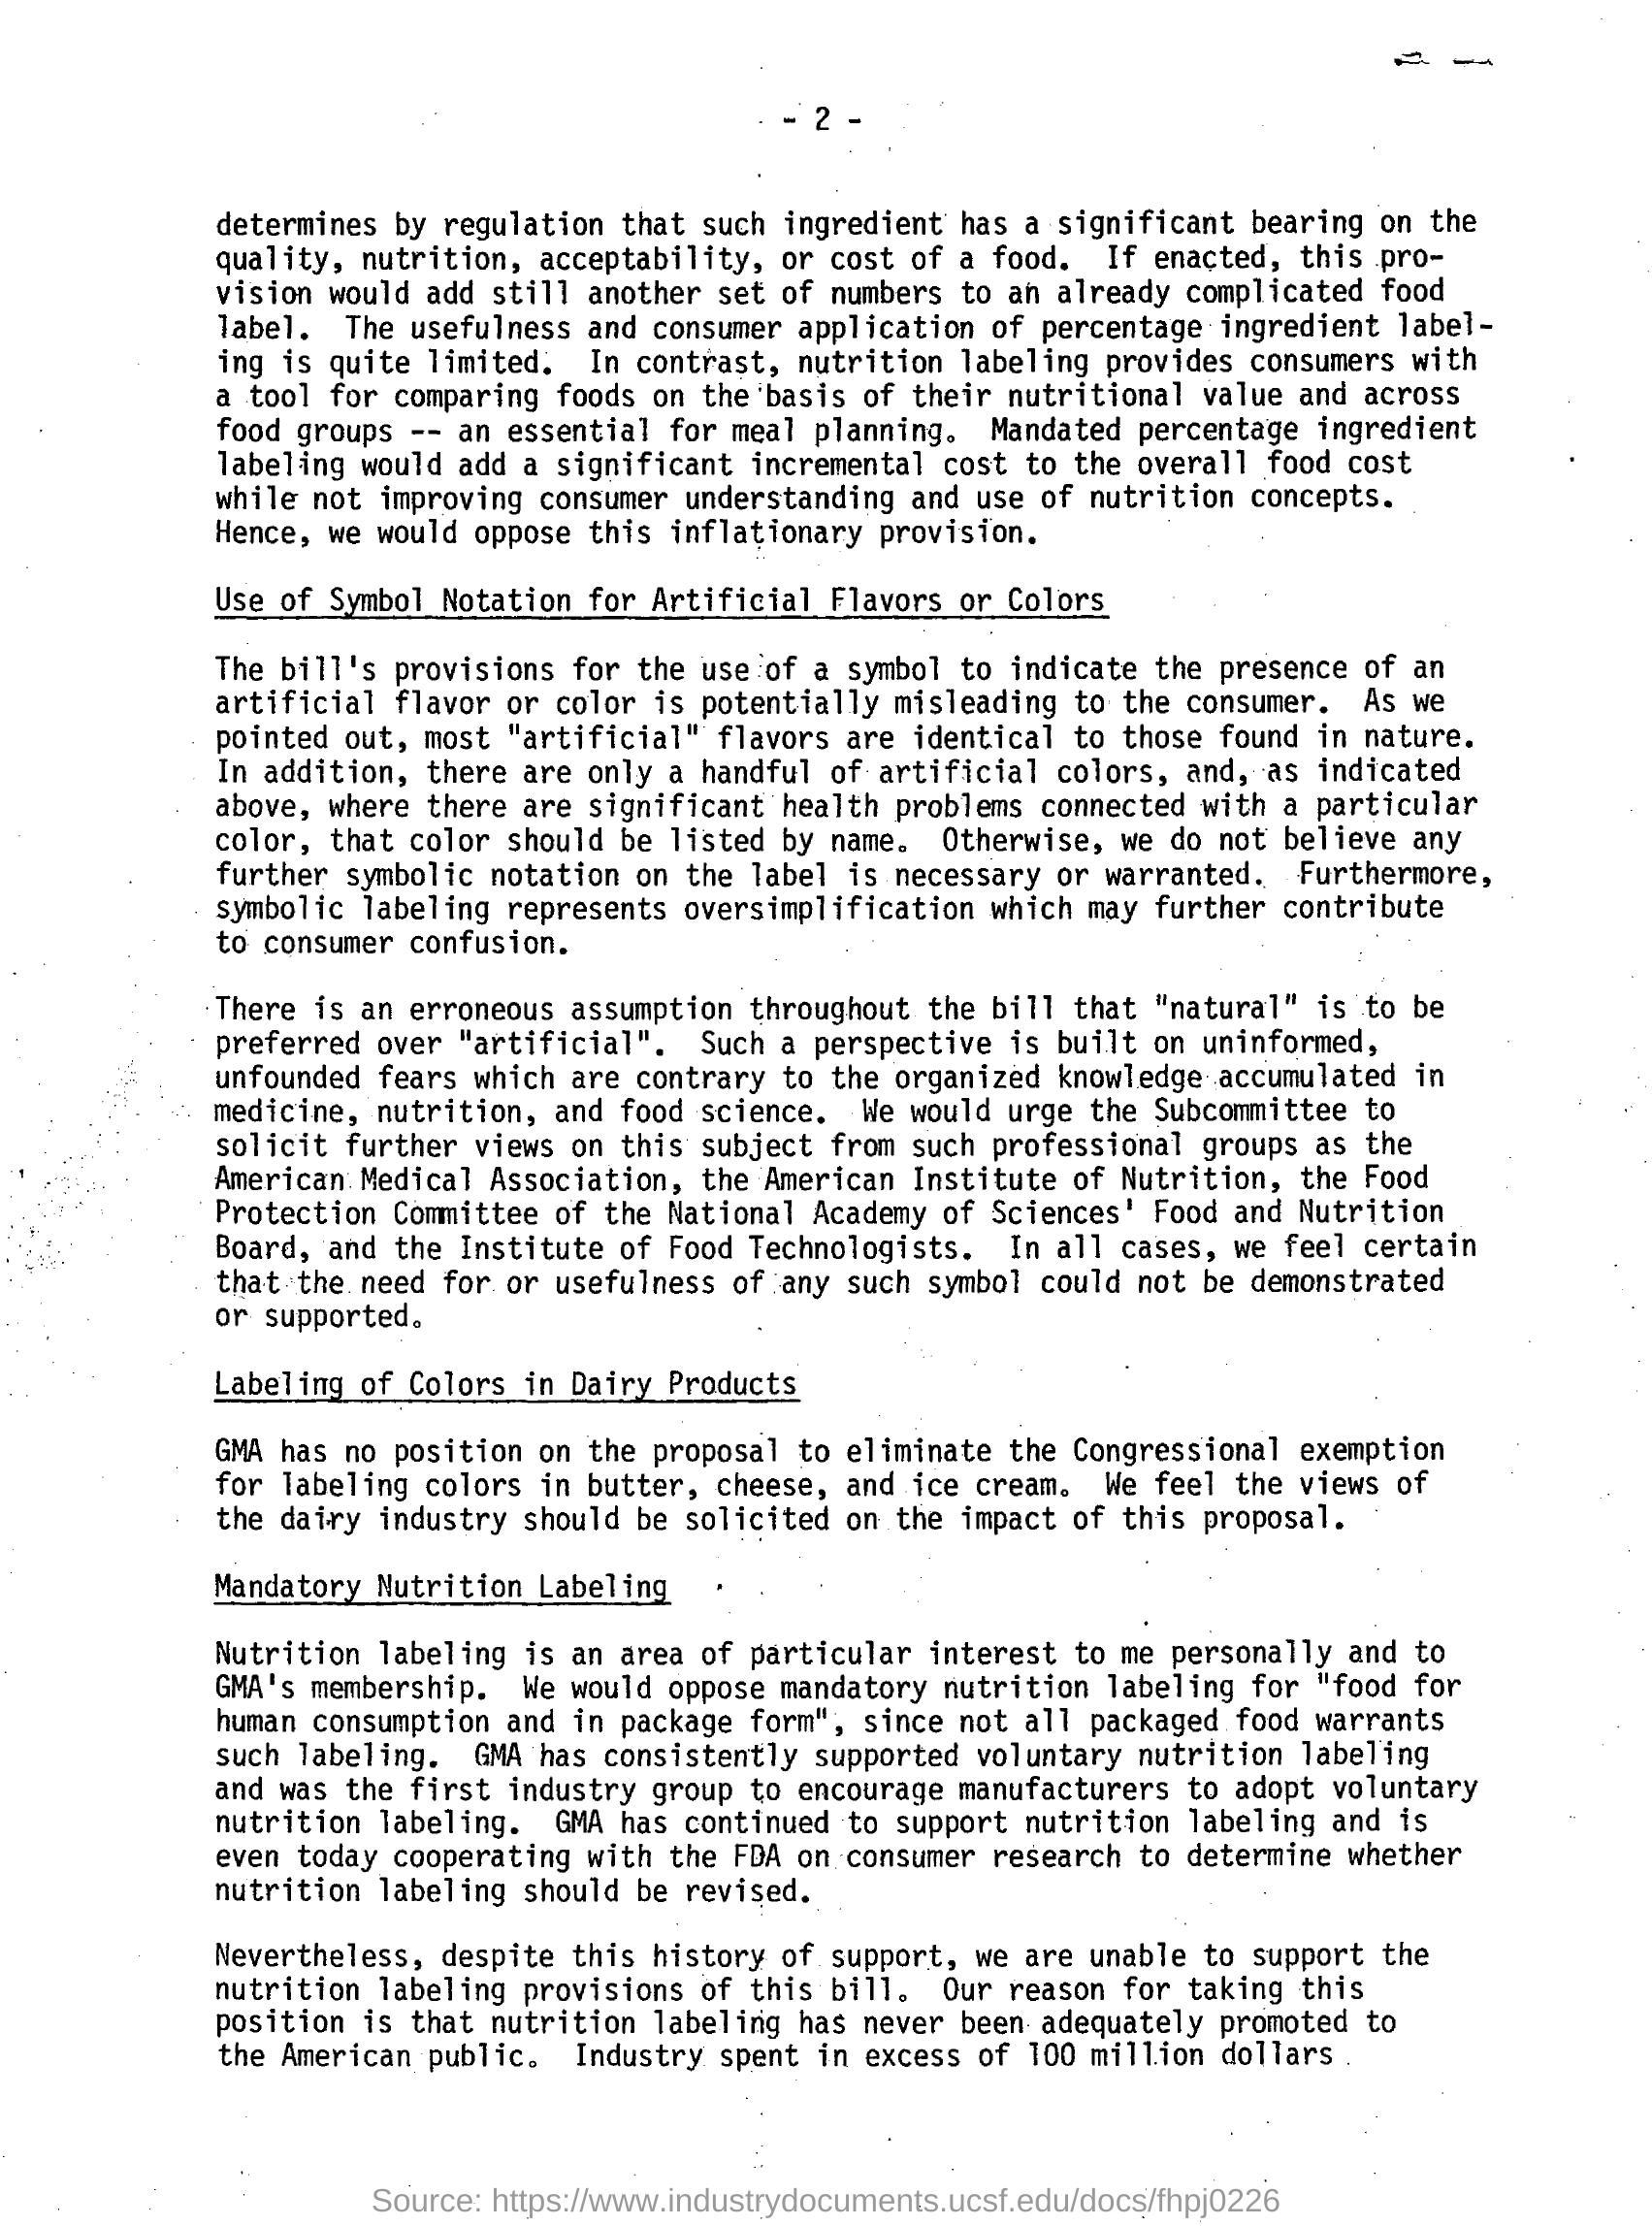 - 2 -
determines by regulation that such ingredient has a significant bearing on the
quality, nutrition, acceptability, or cost of a food. If enacted, this pro-
vision would add still another set of numbers to an already complicated food
label. The usefulness and consumer application of percentage ingredient label-
ing is quite limited. In contrast, nutrition labeling provides consumers with
a tool for comparing foods on the basis of their nutritional value and across
food groups -- an essential for meal planning. Mandated percentage ingredient
labeling would add a significant incremental cost to the overall food cost
while not improving consumer understanding and use of nutrition concepts.
Hence, we would oppose this inflationary provision.
Use of Symbol Notation for Artificial Flavors or Colors
The bill's provisions for the use of a symbol to indicate the presence of an
artificial flavor or color is potentially misleading to the consumer. As we
pointed out, most "artificial" flavors are identical to those found in nature.
In addition, there are only a handful of artificial colors, and, as indicated
above, where there are significant health problems connected with a particular
color, that color should be listed by name. Otherwise, we do not believe any
further symbolic notation on the label is necessary or warranted. Furthermore,
symbolic labeling represents oversimplification which may further contribute
to consumer confusion.
There is an erroneous assumption throughout the bill that "natural" is to be
preferred over "artificial". Such a perspective is built on uninformed,
unfounded fears which are contrary to the organized knowledge accumulated in
medicine, nutrition, and food science. We would urge the Subcommittee to
solicit further views on this subject from such professional groups as the
American Medical Association, the American Institute of Nutrition, the Food
Protection Committee of the National Academy of Sciences' Food and Nutrition
Board, and the Institute of Food Technologists. In all cases, we feel certain
that the need for or usefulness of any such symbol could not be demonstrated
or supported.
Labeling of Colors in Dairy Products
GMA has no position on the proposal to eliminate the Congressional exemption
for labeling colors in butter, cheese, and ice cream. We feel the views of
the dairy industry should be solicited on the impact of this proposal.
Mandatory Nutrition Labeling
Nutrition labeling is an area of particular interest to me personally and to
GMA's membership. We would oppose mandatory nutrition labeling for "food for
human consumption and in package form", since not all packaged food warrants
such labeling. GMA has consistently supported voluntary nutrition labeling
and was the first industry group to encourage manufacturers to adopt voluntary
nutrition labeling. GMA has continued to support nutrition labeling and is
even today cooperating with the FDA on consumer research to determine whether
nutrition labeling should be revised.
Nevertheless, despite this history of support, we are unable to support the
nutrition labeling provisions of this bill. Our reason for taking this
position is that nutrition labeling has never been adequately promoted to
the American public. Industry spent in excess of 100 million dollars
Source: https://www.industrydocuments.ucsf.edu/docs/fhpj0226